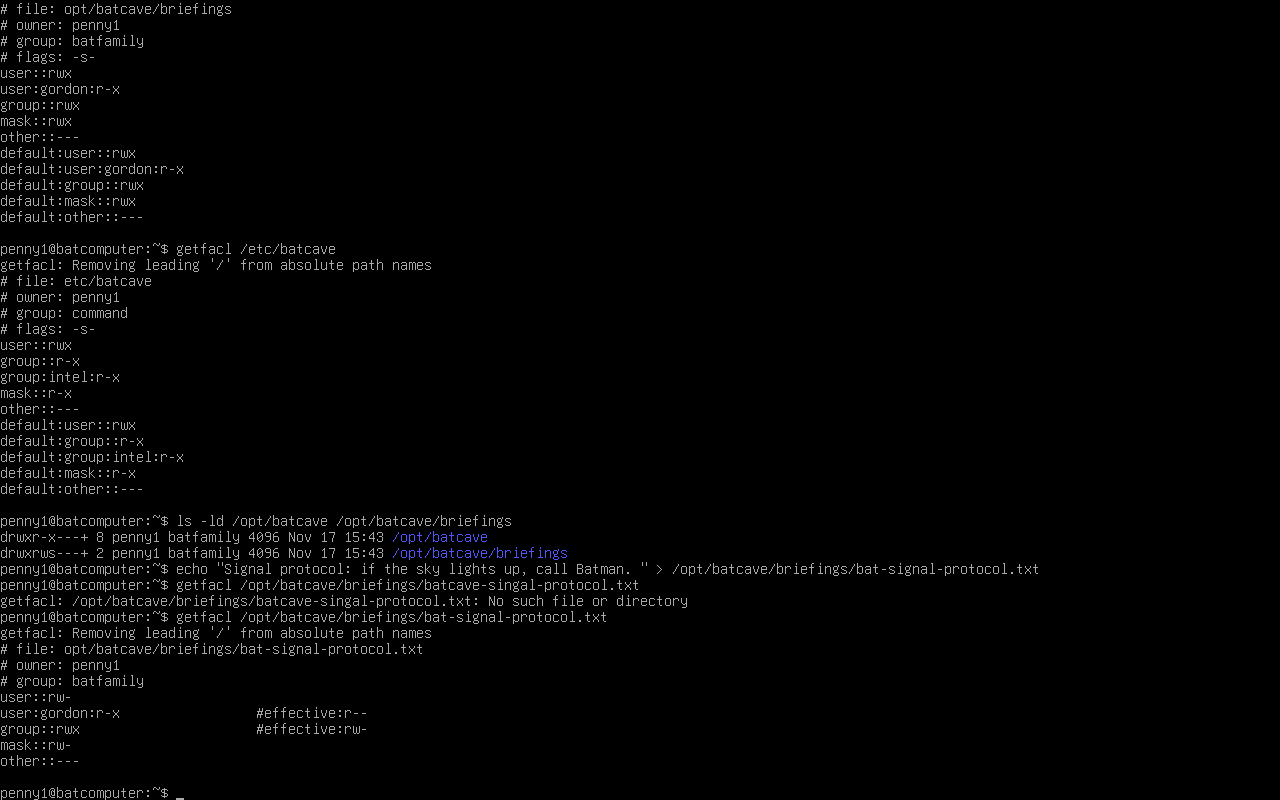 # file: opt/batcave/briefings
# owner: penny1
# group: batfamily
# flags: -s-
user::rwx
user:gordon:r-x
group::rwx
mask::rwx
other::---
default:user::rwx
default:user:gordon:r-x
default:group::rwx
default:mask::rwx
default:other::---

penny1@batcomputer:~$ getfacl /etc/batcave
getfacl: Removing leading '/' from absolute path names
# file: etc/batcave
# owner: penny1
# group: command
# flags: -s-
user::rwx
group::r-x
group:intel:r-x
mask::r-x
other::---
default:user::rwx
default:group::r-x
default:group:intel:r-x
default:mask::r-x
default:other::---

penny1@batcomputer:~$ ls -ld /opt/batcave /opt/batcave/briefings
drwxr-x---+ 8 penny1 batfamily 4096 Nov 17 15:43 /opt/batcave
drwxrws---+ 2 penny1 batfamily 4096 Nov 17 15:43 /opt/batcave/briefings
penny1@batcomputer:~$ echo "Signal protocol: if the sky lights up, call Batman. " > /opt/batcave/briefings/bat-signal-protocol.txt
penny1@batcomputer:~$ getfacl /opt/batcave/briefings/batcave-singal-protocol.txt
getfacl: /opt/batcave/briefings/batcave-singal-protocol.txt: No such file or directory
penny1@batcomputer:~$ getfacl /opt/batcave/briefings/bat-signal-protocol.txt
getfacl: Removing leading '/' from absolute path names
# file: opt/batcave/briefings/bat-signal-protocol.txt
# owner: penny1
# group: batfamily
user::rw-
user:gordon:r-x                 #effective:r--
group::rwx                      #effective:rw-
mask::rw-
other::---

penny1@batcomputer:~$ _